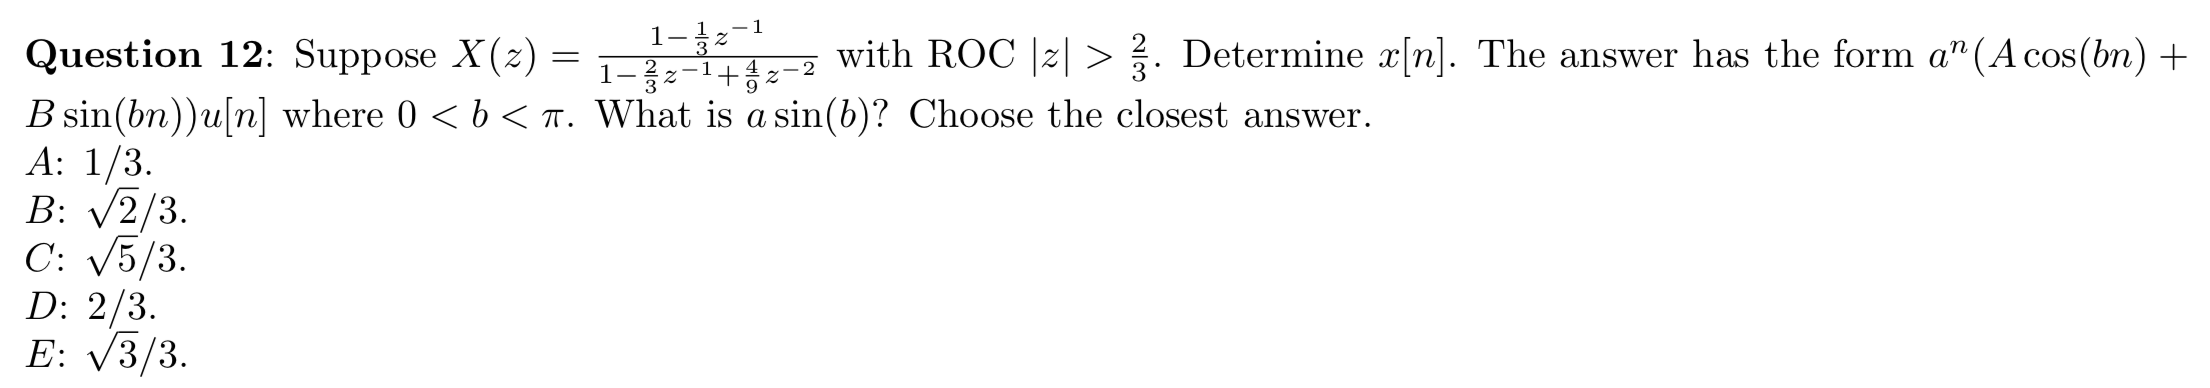 Question 12: Suppose $X(z) = \frac{1-\frac{1}{3}z^{-1}}{1-\frac{2}{3}z^{-1}+\frac{4}{9}z^{-2}}$ with ROC $|z| > \frac{2}{3}$. Determine $x[n]$. The answer has the form $a^n(A\cos(bn) +$
$B\sin(bn))u[n]$ where $0 < b < \pi$. What is $a\sin(b)$? Choose the closest answer.
A: 1/3.
B: $\sqrt{2}/3$.
C: $\sqrt{5}/3$.
D: 2/3.
E: $\sqrt{3}/3$.